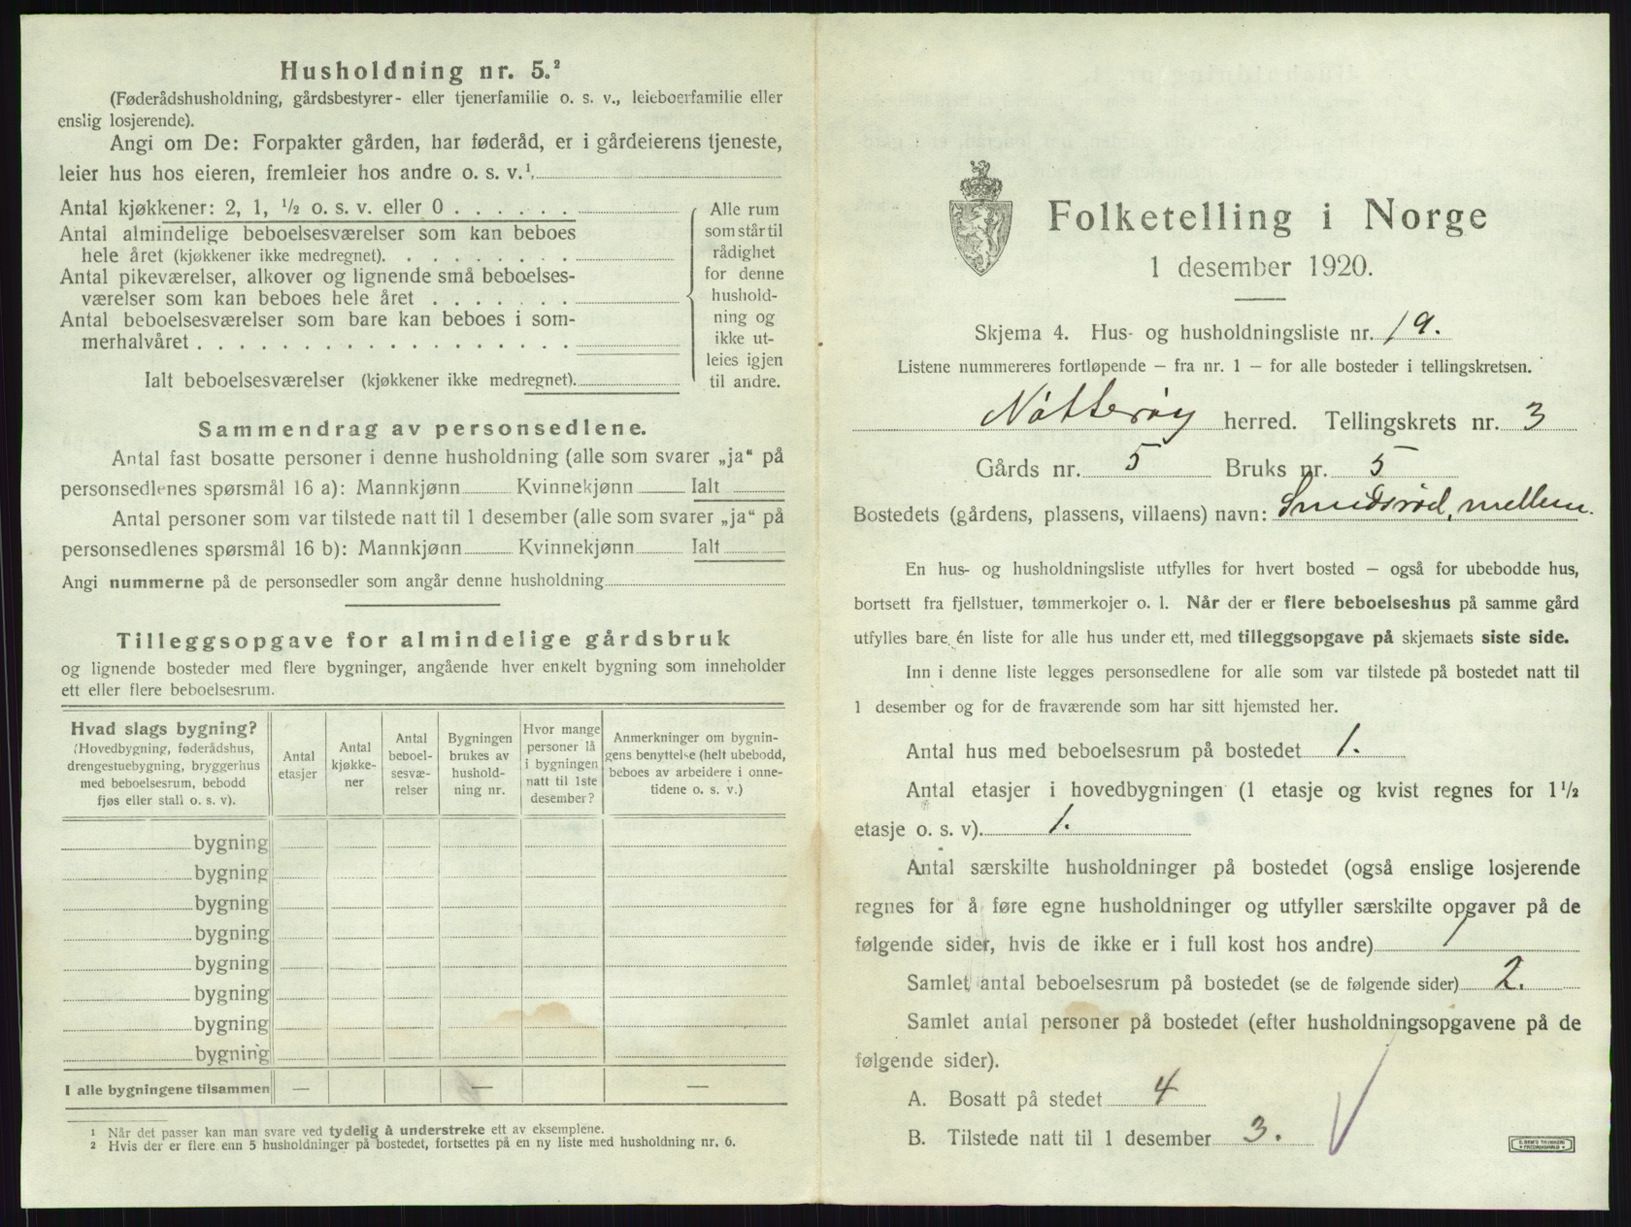 Husholdning nr. 5.²
(Føderådshusholdning, gårdsbestyrer- eller tjenerfamilie o. s. v., leieboerfamilie eller
enslig losjerende).
Angi om De: Forpakter gården, har føderåd, er i gårdeierens tjeneste,
leier hus hos eieren, fremleier hos andre o. s. v.¹.
Antal kjøkkener: 2, 1, ½ o. s. v. eller 0 . . . . . .
Antal almindelige beboelsesværelser som kan beboes
hele året (kjøkkener ikke medregnet). . . . . . . . .
Antal pikeværelser, alkover og lignende små beboelses-
værelser som kan beboes hele året . . . . . . .
Antal beboelsesværelser som bare kan beboes i som-
merhalvåret . . . . . . . . . . . . . . . . . .
Ialt beboelsesværelser (kjøkkener ikke medregnet).
Alle rum
som står til
rådighet
for denne
hushold-
ning og
ikke ut-
leies igjen
til andre.
Sammendrag av personsedlene.
Antal fast bosatte personer i denne husholdning (alle som svarer „ja“ på
personsedlenes spørsmål 16 a): Mannkjønn Kvinnekjønn Ialt
Antal personer som var tilstede natt til 1 desember (alle som svarer „ja“ på
personsedlenes spørsmål 16 b): Mannkjønn Kvinnekjønn Ialt
Angi nummerne på de personsedler som angår denne husholdning
Tilleggsopgave for almindelige gårdsbruk
og lignende bosteder med flere bygninger, angående hver enkelt bygning som inneholder
ett eller flere beboelsesrum.
Hvad slags bygning?
(Hovedbygning, føderådshus,
drengestuebygning, bryggerhus
med beboelsesrum, bebodd
fjøs eller stall o. s. v).
Antal
etasjer
Antal
kjøkke-
ner
Antal
beboel-
sesvæ-
relser
Bygningen
brukes av
hushold-
ning nr.
Hvor mange
personer lå
i bygningen
natt til 1ste
desember?
Anmerkninger om bygnin-
gens benyttelse (helt ubebodd,
beboes av arbeidere i onne-
tidene o. s. v.)
bygning
bygning
bygning
bygning
bygning
bygning
bygning
bygning
I alle bygningene tilsammen — — —
¹ Når det passer kan man svare ved tydelig å understreke ett av eksemplene.
² Hvis der er flere enn 5 husholdninger på bostedet, fortsettes på en ny liste med husholdning nr. 6.
Folketelling i Norge
1 desember 1920.
Skjema 4. Hus- og husholdningsliste nr. 19.
Listene nummereres fortløpende — fra nr. 1 — for alle bosteder i tellingskretsen.
Nøtterøy herred. Tellingskrets nr. 3
Gårds nr. 5 Bruks nr. 5
Bostedets (gårdens, plassens, villaens) navn: Smidsrød, mellem.
En hus- og husholdningsliste utfylles for hvert bosted — også for ubebodde hus,
bortsett fra fjellstuer, tømmerkojer o. l. Når der er flere beboelseshus på samme gård
utfylles bare én liste for alle hus under ett, med tilleggsopgave på skjemaets siste side.
Inn i denne liste legges personsedlene for alle som var tilstede på bostedet natt til
1 desember og for de fraværende som har sitt hjemsted her.
Antal hus med beboelsesrum på bostedet 1.
Antal etasjer i hovedbygningen (1 etasje og kvist regnes for 1½
etasje o. s. v). 1.
Antal særskilte husholdninger på bostedet (også enslige losjerende
regnes for å føre egne husholdninger og utfyller særskilte opgaver på de
følgende sider, hvis de ikke er i full kost hos andre) 1
Samlet antal beboelsesrum på bostedet (se de følgende sider) 2.
Samlet antal personer på bostedet (efter husholdningsopgavene på de
følgende sider).
A. Bosatt på stedet 4
B. Tilstede natt til 1 desember 3.